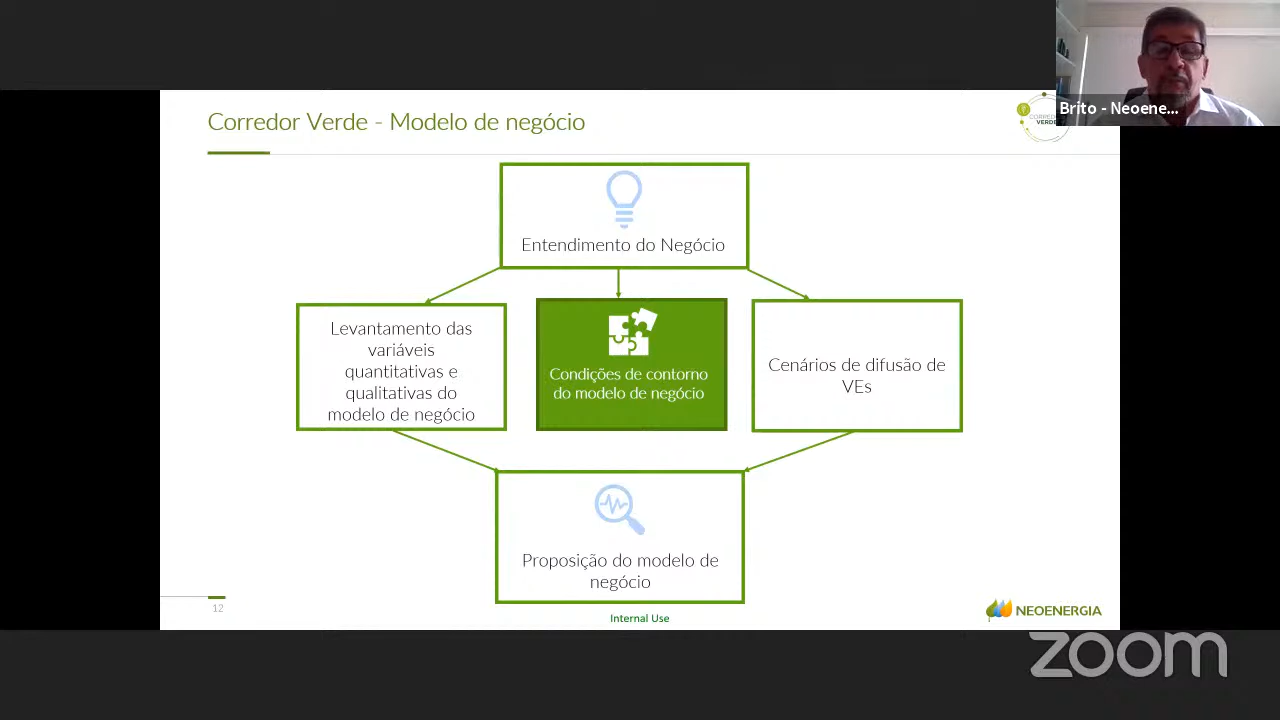 Corredor Verde - Modelo de negócio
CORREDOR
VERDE
Brito - Neoene...
Entendimento do Negócio
Levantamento das
variáveis
quantitativas e
qualitativas do
modelo de negócio
Condições de contorno
do modelo de negócio
Cenários de difusão de
VEs
Proposição do modelo de
negócio
12
Internal Use
NEOENERGIA
zoom